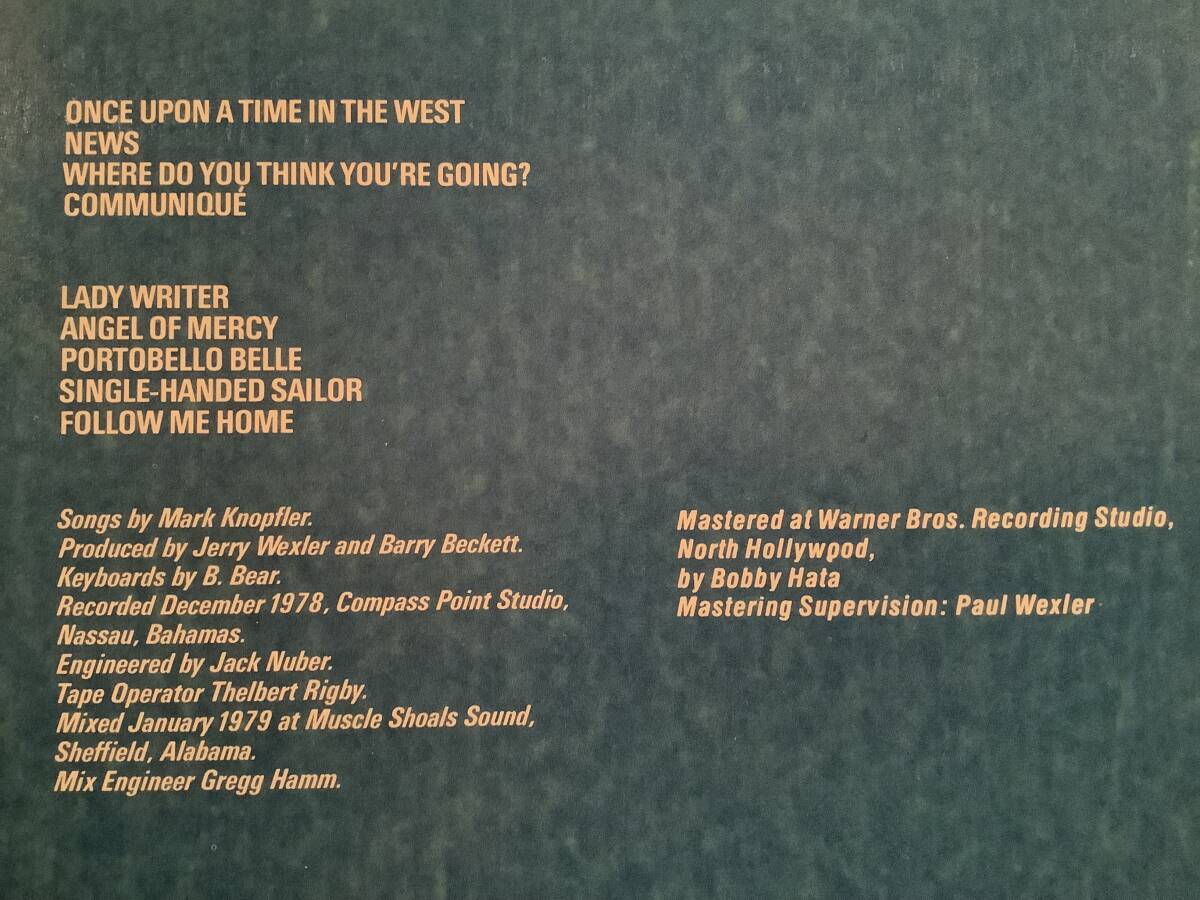 ONCE UPON A TIME IN THE WEST
NEWS
WHERE DO YOU THINK YOU'RE GOING?
COMMUNIQUÉ
LADY WRITER
ANGEL OF MERCY
PORTOBELLO BELLE
SINGLE-HANDED SAILOR
FOLLOW ME HOME
Songs by Mark Knopfler.
Produced by Jerry Wexler and Barry Beckett.
Keyboards by B. Bear.
Recorded December 1978, Compass Point Studio,
Nassau, Bahamas.
Engineered by Jack Nuber.
Tape Operator Thelbert Rigby.
Mixed January 1979 at Muscle Shoals Sound,
Sheffield, Alabama.
Mix Engineer Gregg Hamm.
Mastered at Warner Bros. Recording Studio,
North Hollywood,
by Bobby Hata
Mastering Supervision: Paul Wexler